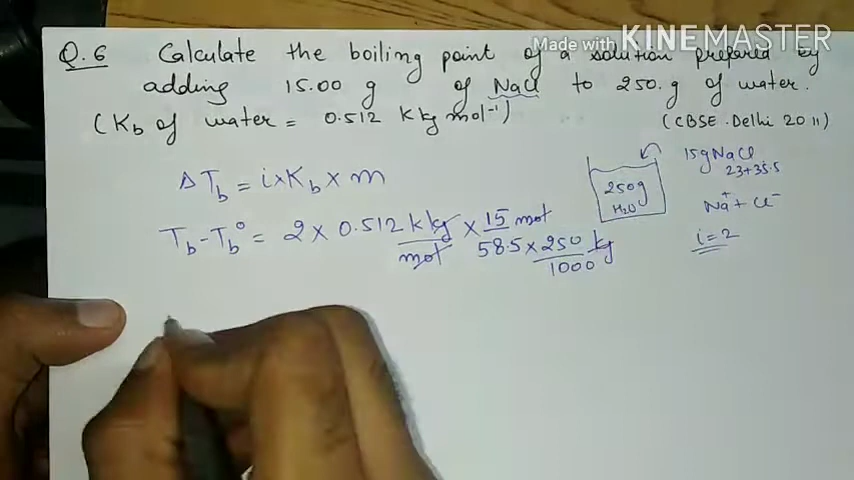 Made with KINEMASTER
Q.6 Calculate the boiling point of a solution prepared by
adding 15.00 g of NaCl to 250. g of water.
(Kb of water = 0.512 K kg mol⁻¹) (CBSE Delhi 2011)
ΔTb = i × Kb × m
Tb - Tb° = 2 × 0.512 K kg/mol × 15 mol/58.5 × 250/1000 kg
250g
H₂O
15g NaCl
23+35.5
Na⁺ + Cl⁻
i = 2